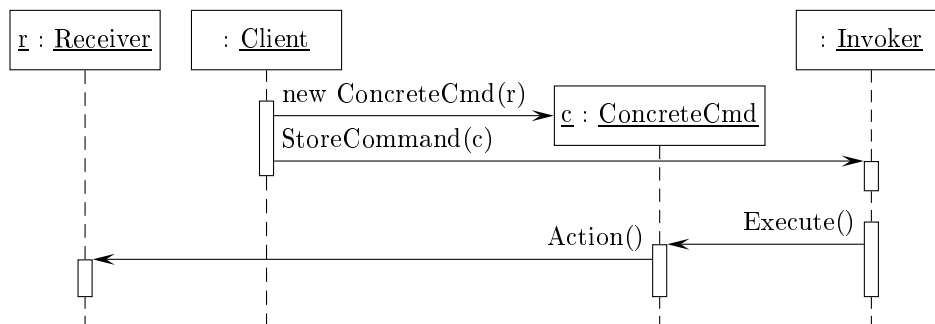 r : Receiver
: Client
: Invoker
new ConcreteCmd(r)
c : ConcreteCmd
StoreCommand(c)
Execute()
Action()